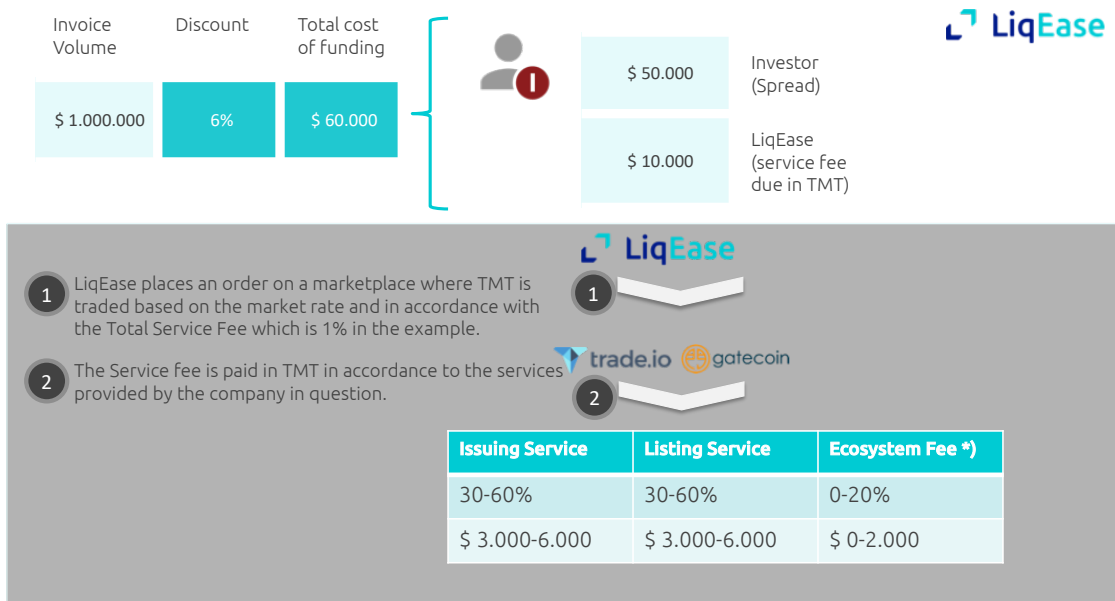 Invoice
Volume
Discount
Total cost
of funding
LiqEase
$ 1.000.000
6%
$ 60.000
I
$ 50.000
Investor
(Spread)
$ 10.000
LiqEase
(service fee
due in TMT)
LiqEase
1
LiqEase places an order on a marketplace where TMT is
traded based on the market rate and in accordance with
the Total Service Fee which is 1% in the example.
1
2
The Service fee is paid in TMT in accordance to the services
provided by the company in question.
trade.io
gatecoin
2
Issuing Service
Listing Service
Ecosystem Fee *)
30-60%
30-60%
0-20%
$ 3.000-6.000
$ 3.000-6.000
$ 0-2.000